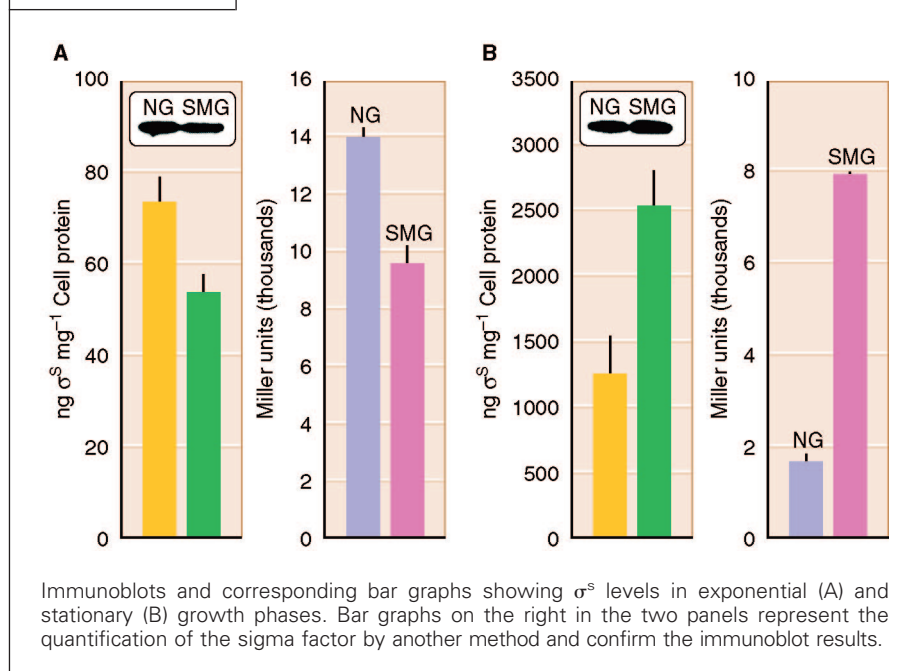 A
100
80
60
40
20
0
ng σˢ mg⁻¹ Cell protein
NG SMG
16
14
12
10
8
6
4
2
0
Miller units (thousands)
NG
SMG
B
3500
3000
2500
2000
1500
1000
500
0
ng σˢ mg⁻¹ Cell protein
NG SMG
10
8
6
4
2
0
Miller units (thousands)
NG
SMG
Immunoblots and corresponding bar graphs showing σˢ levels in exponential (A) and
stationary (B) growth phases. Bar graphs on the right in the two panels represent the
quantification of the sigma factor by another method and confirm the immunoblot results.